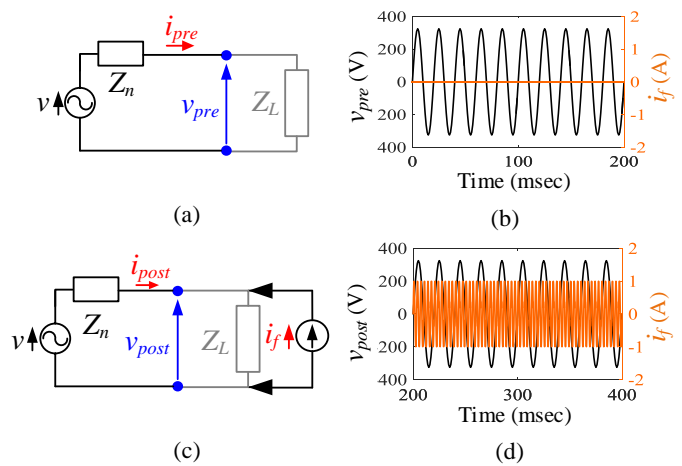 i_pre
Z_n
v
v_pre
Z_L
(a)
400
200
0
200
400
v_pre (V)
2
1
0
-1
-2
i_f (A)
0
100
200
Time (msec)
(b)
i_post
Z_n
v
v_post
Z_L
i_f
(c)
400
200
0
200
400
v_post (V)
2
1
0
-1
-2
i_f (A)
200
300
400
Time (msec)
(d)